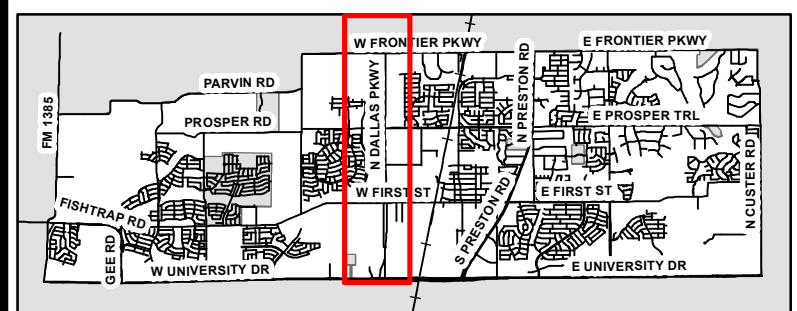 W FRONTIER PKWY
E FRONTIER PKWY
PARVIN RD
PROSPER RD
FM 1385
N DALLAS PKWY
N PRESTON RD
E PROSPER TRL
N CUSTER RD
W FIRST ST
E FIRST ST
FISHTRAP RD
GEE RD
W UNIVERSITY DR
S PRESTON RD
E UNIVERSITY DR